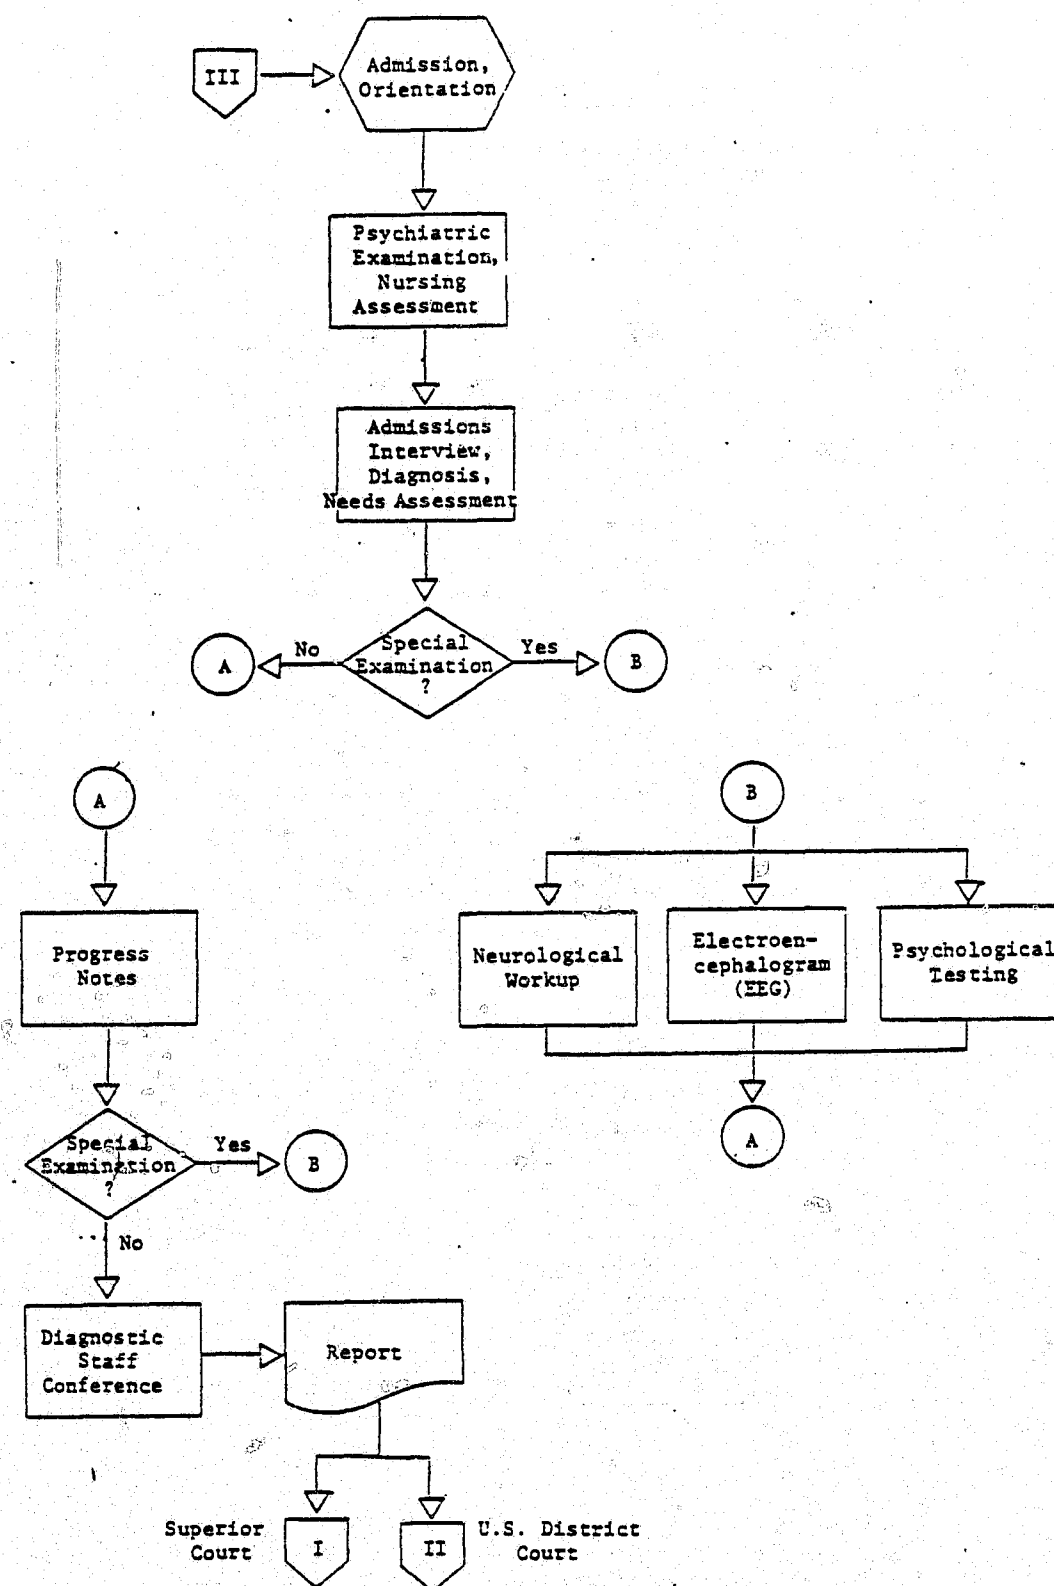 III
Admission,
Orientation
Psychiatric
Examination,
Nursing
Assessment
Admissions
Interview,
Diagnosis,
Needs Assessment
A
No
Special
Examination
?
Yes
B
A
Progress
Notes
Special
Examination
?
Yes
B
No
Diagnostic
Staff
Conference
Report
Superior
Court
I
II
U.S. District
Court
B
Neurological
Workup
Electroen-
cephalogram
(EEG)
Psychological
Testing
A